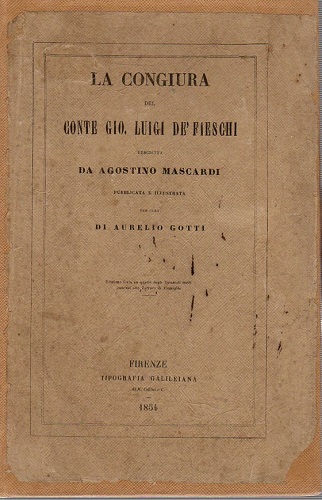 LA CONGIURA
DEL
CONTE GIO. LUIGI DE' FIESCHI
DESCRITTA
DA AGOSTINO MASCARDI
PUBBLICATA E ILLUSTRATA
PER CURA
DI AURELIO GOTTI
FIRENZE
TIPOGRAFIA GALILEIANA
1854